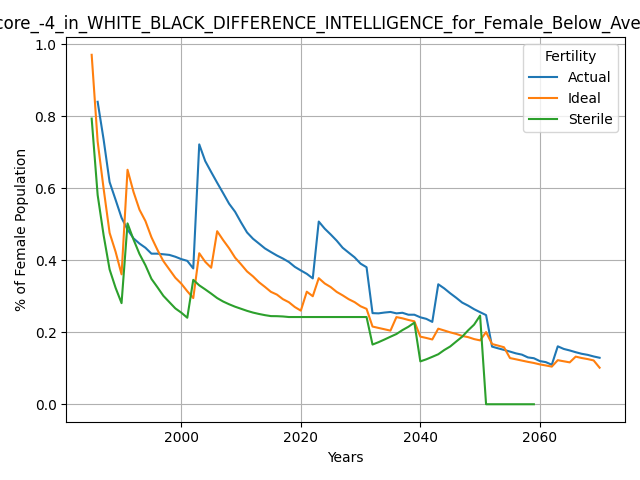 core_-4_in_WHITE_BLACK_DIFFERENCE_INTELLIGENCE_for_Female_Below_Ave
Fertility
Actual
Ideal
Sterile
1.0
0.8
0.6
0.4
0.2
0.0
% of Female Population
2000 2020 2040 2060
Years